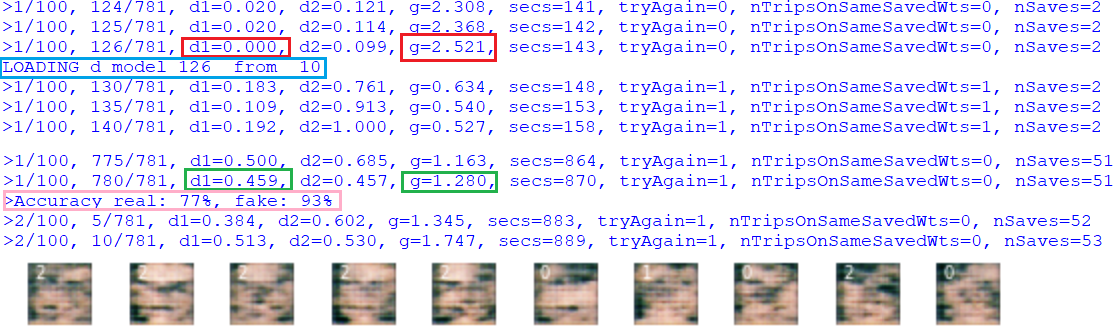 >1/100, 124/781, d1=0.020, d2=0.121, g=2.308, secs=141, tryAgain=0, nTripsOnSameSavedWts=0, nSaves=2
>1/100, 125/781, d1=0.020, d2=0.114, g=2.368, secs=142, tryAgain=0, nTripsOnSameSavedWts=0, nSaves=2
>1/100, 126/781, d1=0.000, d2=0.099, g=2.521, secs=143, tryAgain=0, nTripsOnSameSavedWts=0, nSaves=2
LOADING d model 126 from 10
>1/100, 130/781, d1=0.183, d2=0.761, g=0.634, secs=148, tryAgain=1, nTripsOnSameSavedWts=1, nSaves=2
>1/100, 135/781, d1=0.109, d2=0.913, g=0.540, secs=153, tryAgain=1, nTripsOnSameSavedWts=1, nSaves=2
>1/100, 140/781, d1=0.192, d2=1.000, g=0.527, secs=158, tryAgain=1, nTripsOnSameSavedWts=1, nSaves=2
>1/100, 775/781, d1=0.500, d2=0.685, g=1.163, secs=864, tryAgain=1, nTripsOnSameSavedWts=0, nSaves=51
>1/100, 780/781, d1=0.459, d2=0.457, g=1.280, secs=870, tryAgain=1, nTripsOnSameSavedWts=0, nSaves=51
>Accuracy real: 77%, fake: 93%
>2/100, 5/781, d1=0.384, d2=0.602, g=1.345, secs=883, tryAgain=1, nTripsOnSameSavedWts=0, nSaves=52
>2/100, 10/781, d1=0.513, d2=0.530, g=1.747, secs=889, tryAgain=1, nTripsOnSameSavedWts=0, nSaves=53
2 2 2 2 2 0 1 0 2 0